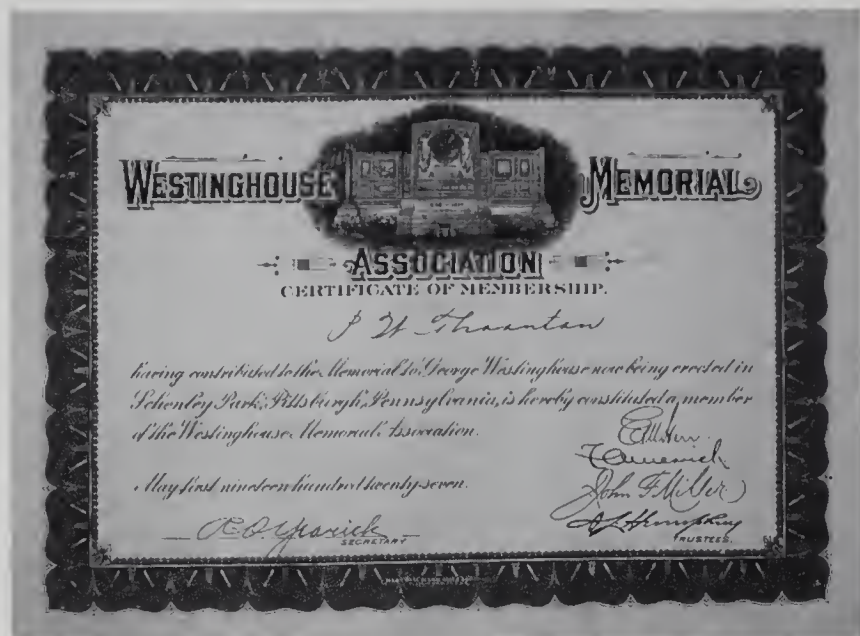 WESTINGHOUSE MEMORIAL
ASSOCIATION
CERTIFICATE OF MEMBERSHIP.
having contributed to the Memorial to George Westinghouse now being erected in
Schenley Park, Pittsburgh, Pennsylvania, is hereby constituted a member
of the Westinghouse Memorial Association.
May first nineteen hundred twenty-seven.
John F. Miller
SECRETARY
TRUSTEES.